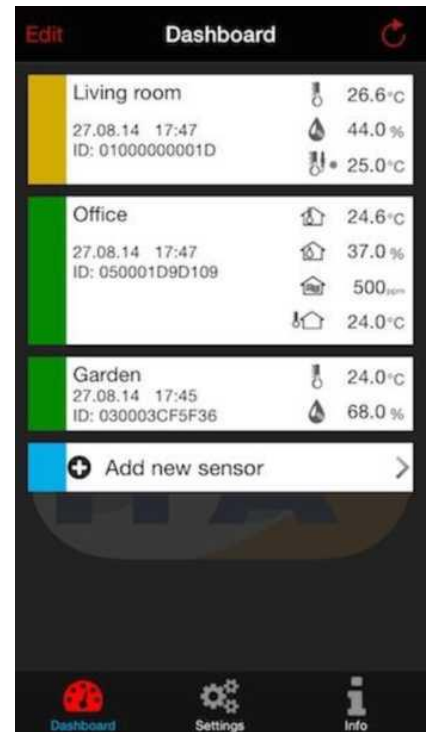 Edit Dashboard
Living room 26.6°C
27.08.14 17:47 44.0 %
ID: 01000000001D 25.0°C
Office 24.6°C
27.08.14 17:47 37.0 %
ID: 050001D9D109
500ppm
24.0°C
Garden 24.0°C
27.08.14 17:45
ID: 030003CF5F36 68.0 %
Add new sensor
Dashboard Settings Info